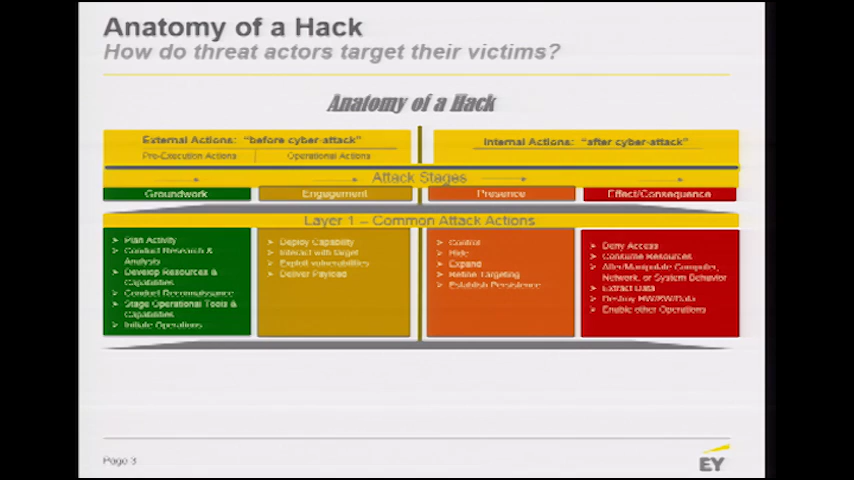 Anatomy of a Hack
How do threat actors target their victims?
Anatomy of a Hack
External Actions: "before cyber-attack"
Pre-Execution Actions
Operational Actions
Internal Actions: "after cyber-attack"
Attack Stages
Groundwork
Engagement
Presence
Effect/Consequence
Layer 1 – Common Attack Actions
Plan Activity
Conduct Research &
Analysis
Develop Resources &
Capabilities
Conduct Reconnaissance
Stage Operational Tools &
Capabilities
Initiate Operations
Deploy Capability
Interact with target
Exploit vulnerabilities
Deliver Payload
Control
Hide
Expand
Refine Targeting
Establish Persistence
Deny Access
Consume Resources
Alter/Manipulate Computer,
Network, or System Behavior
Extract Data
Destroy HW/SW/Data
Enable other Operations
Page 3
EY